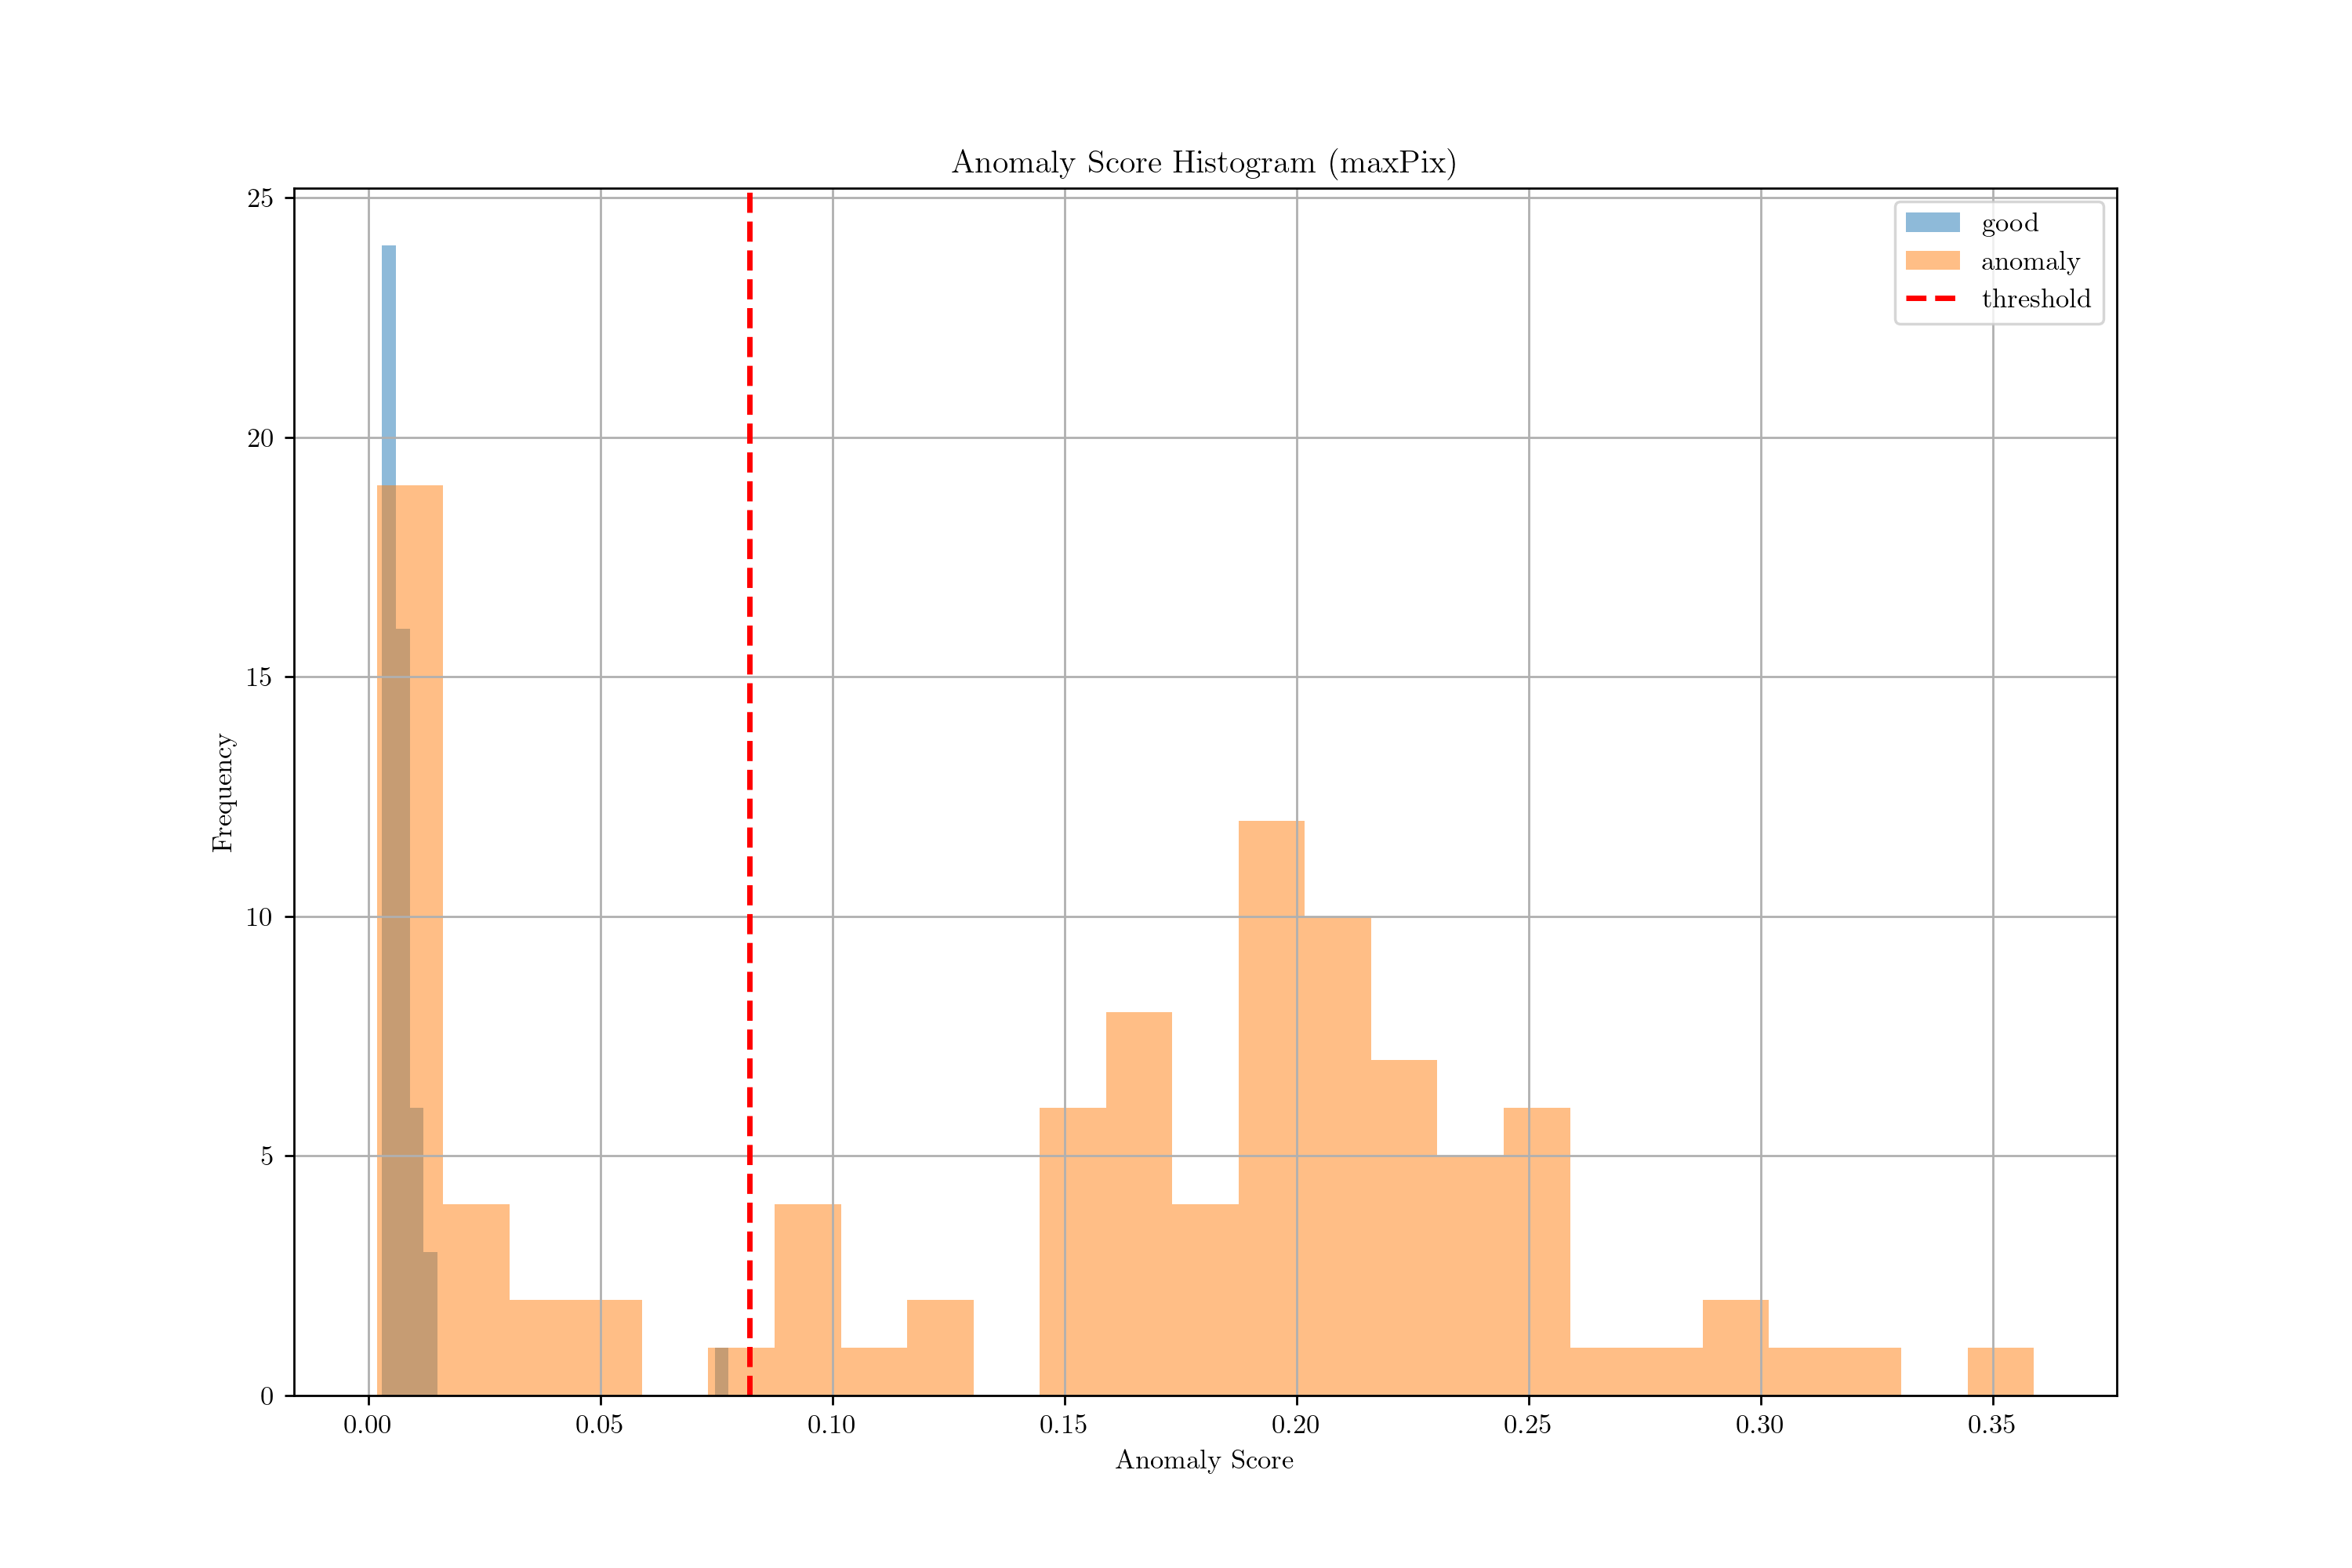 Anomaly Score Histogram (maxPix)
25
20
15
10
5
0
Frequency
good
anomaly
threshold
0.00 0.05 0.10 0.15 0.20 0.25 0.30 0.35
Anomaly Score